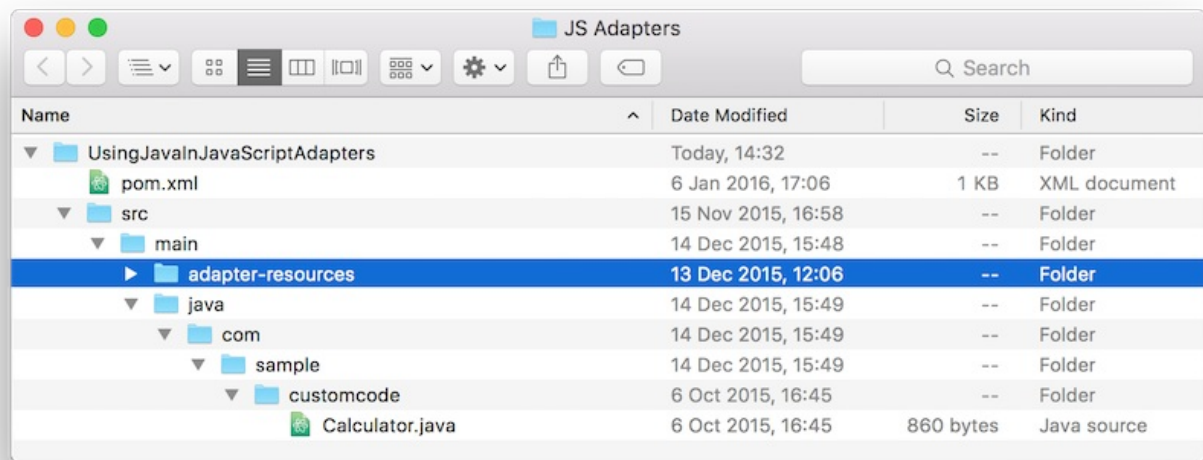 JS Adapters
Search
Name Date Modified Size Kind
UsingJavaInJavaScriptAdapters Today, 14:32 -- Folder
pom.xml 6 Jan 2016, 17:06 1 KB XML document
src 15 Nov 2015, 16:58 -- Folder
main 14 Dec 2015, 15:48 -- Folder
adapter-resources 13 Dec 2015, 12:06 -- Folder
java 14 Dec 2015, 15:49 -- Folder
com 14 Dec 2015, 15:49 -- Folder
sample 14 Dec 2015, 15:49 -- Folder
customcode 6 Oct 2015, 16:45 -- Folder
Calculator.java 6 Oct 2015, 16:45 860 bytes Java source